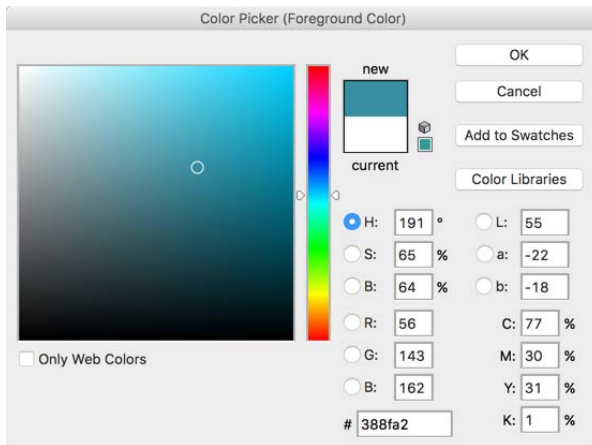 Color Picker (Foreground Color)
new
current
OK
Cancel
Add to Swatches
Color Libraries
H: 191 °
S: 65 %
B: 64 %
R: 56
G: 143
B: 162
# 388fa2
L: 55
a: -22
b: -18
C: 77 %
M: 30 %
Y: 31 %
K: 1 %
Only Web Colors